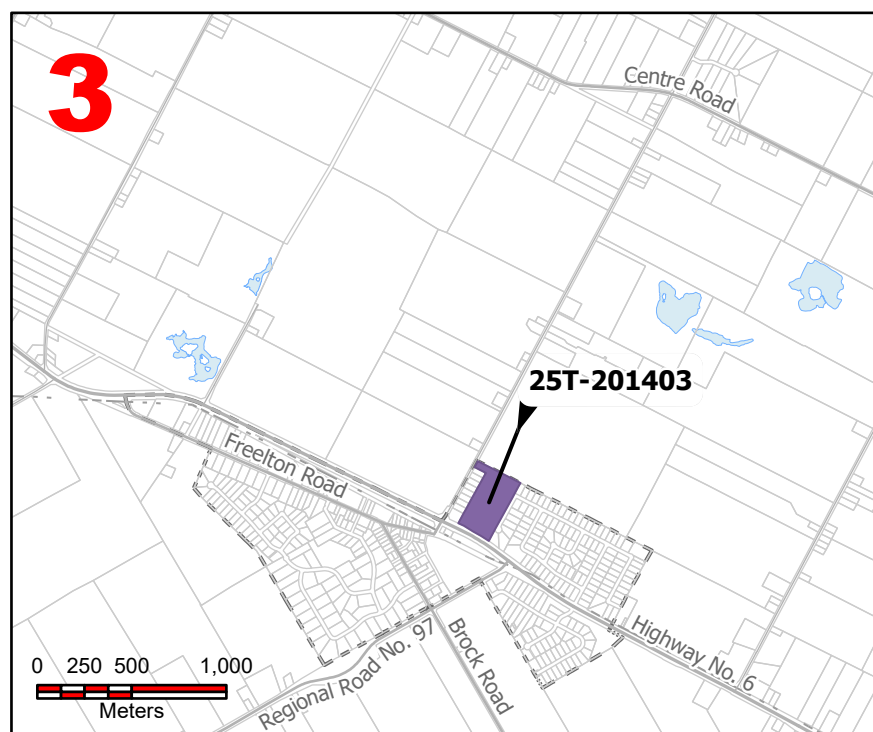 3
Centre Road
25T-201403
Freelton Road
Highway No. 6
Regional Road No. 97
Brock Road
0 250 500 1,000
Meters